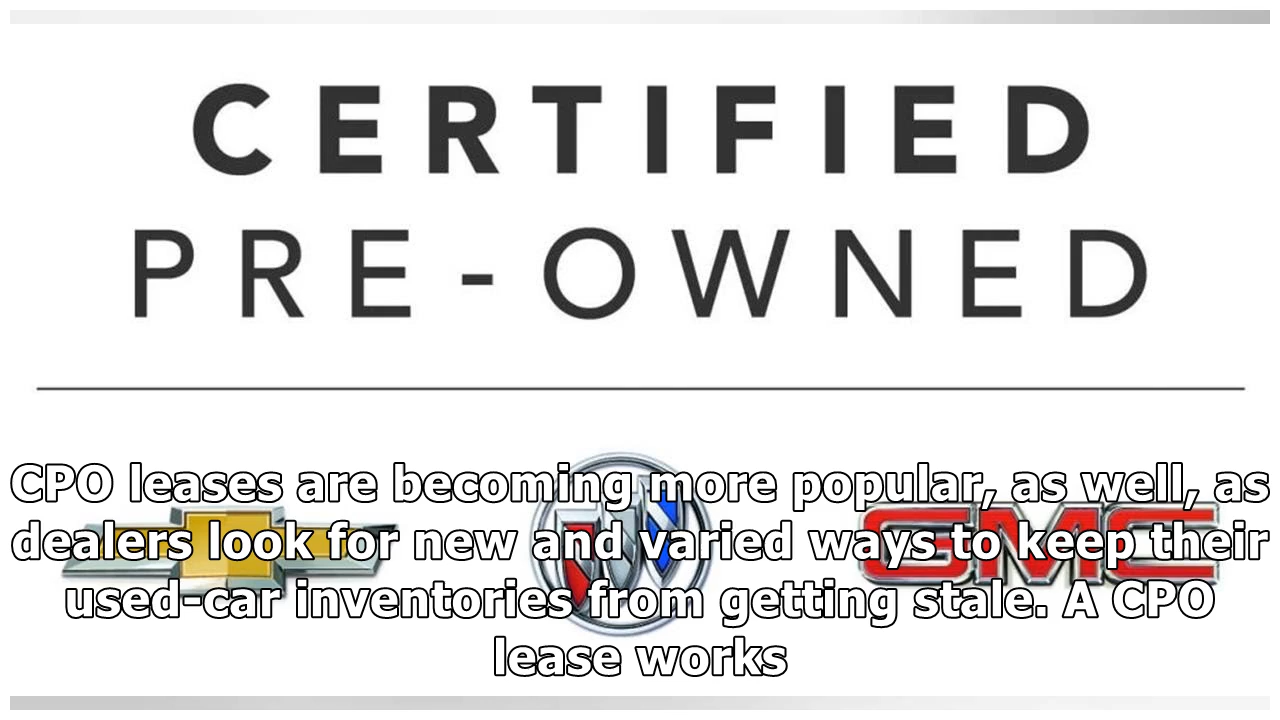 CERTIFIED
PRE-OWNED
CPO leases are becoming more popular, as well, as
dealers look for new and varied ways to keep their
used-car inventories from getting stale. A CPO
lease works
GMC